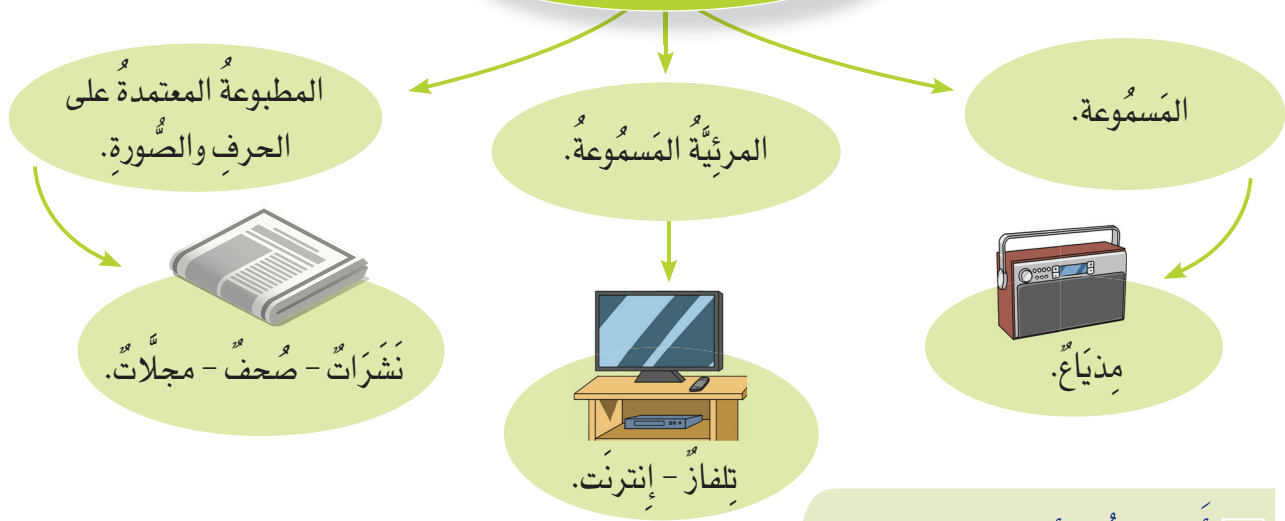 المَسمُوعة.
المرئِيَّةُ المَسمُوعةُ.
المطبوعةُ المعتمدةُ على
الحرفِ والصُّورةِ.
مِذيَاعٌ.
تِلفازٌ - إِنترنَت.
نَشَرَاتٌ - صُحفٌ - مجلَّاتٌ.